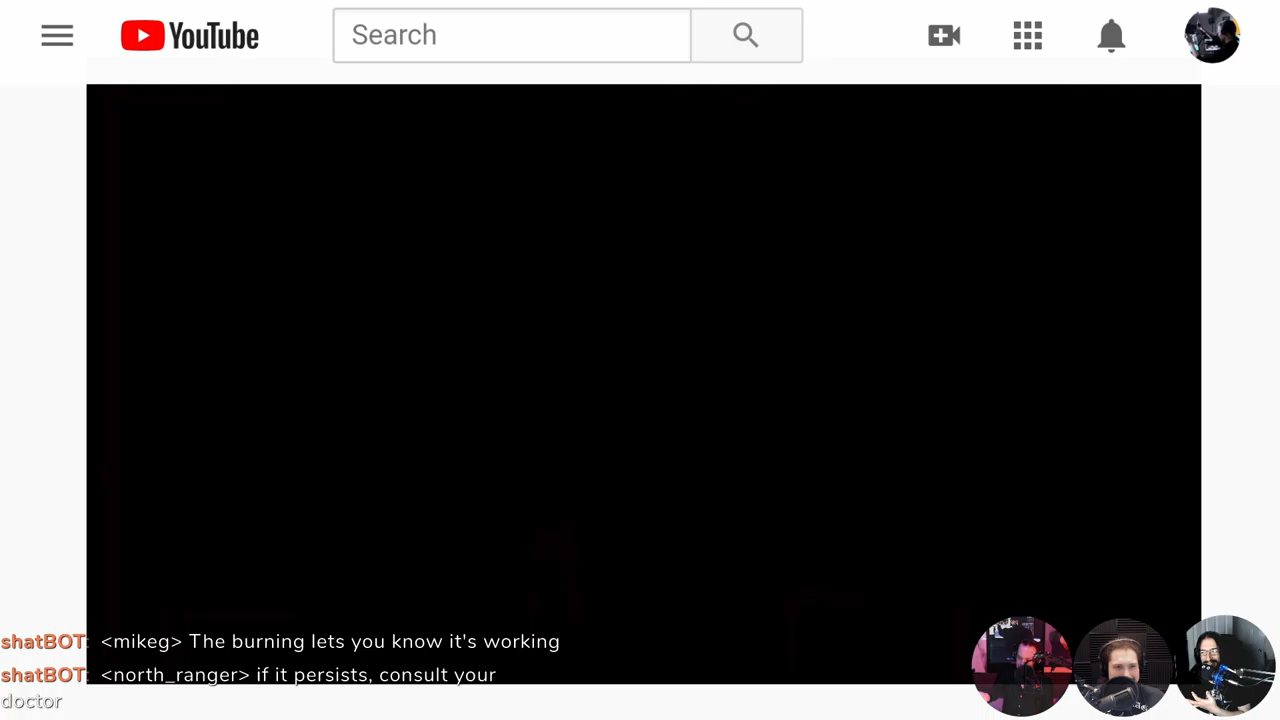 YouTube
Search
shatBOT: <mikeg> The burning lets you know it's working
shatBOT: <north_ranger> if it persists, consult your
doctor